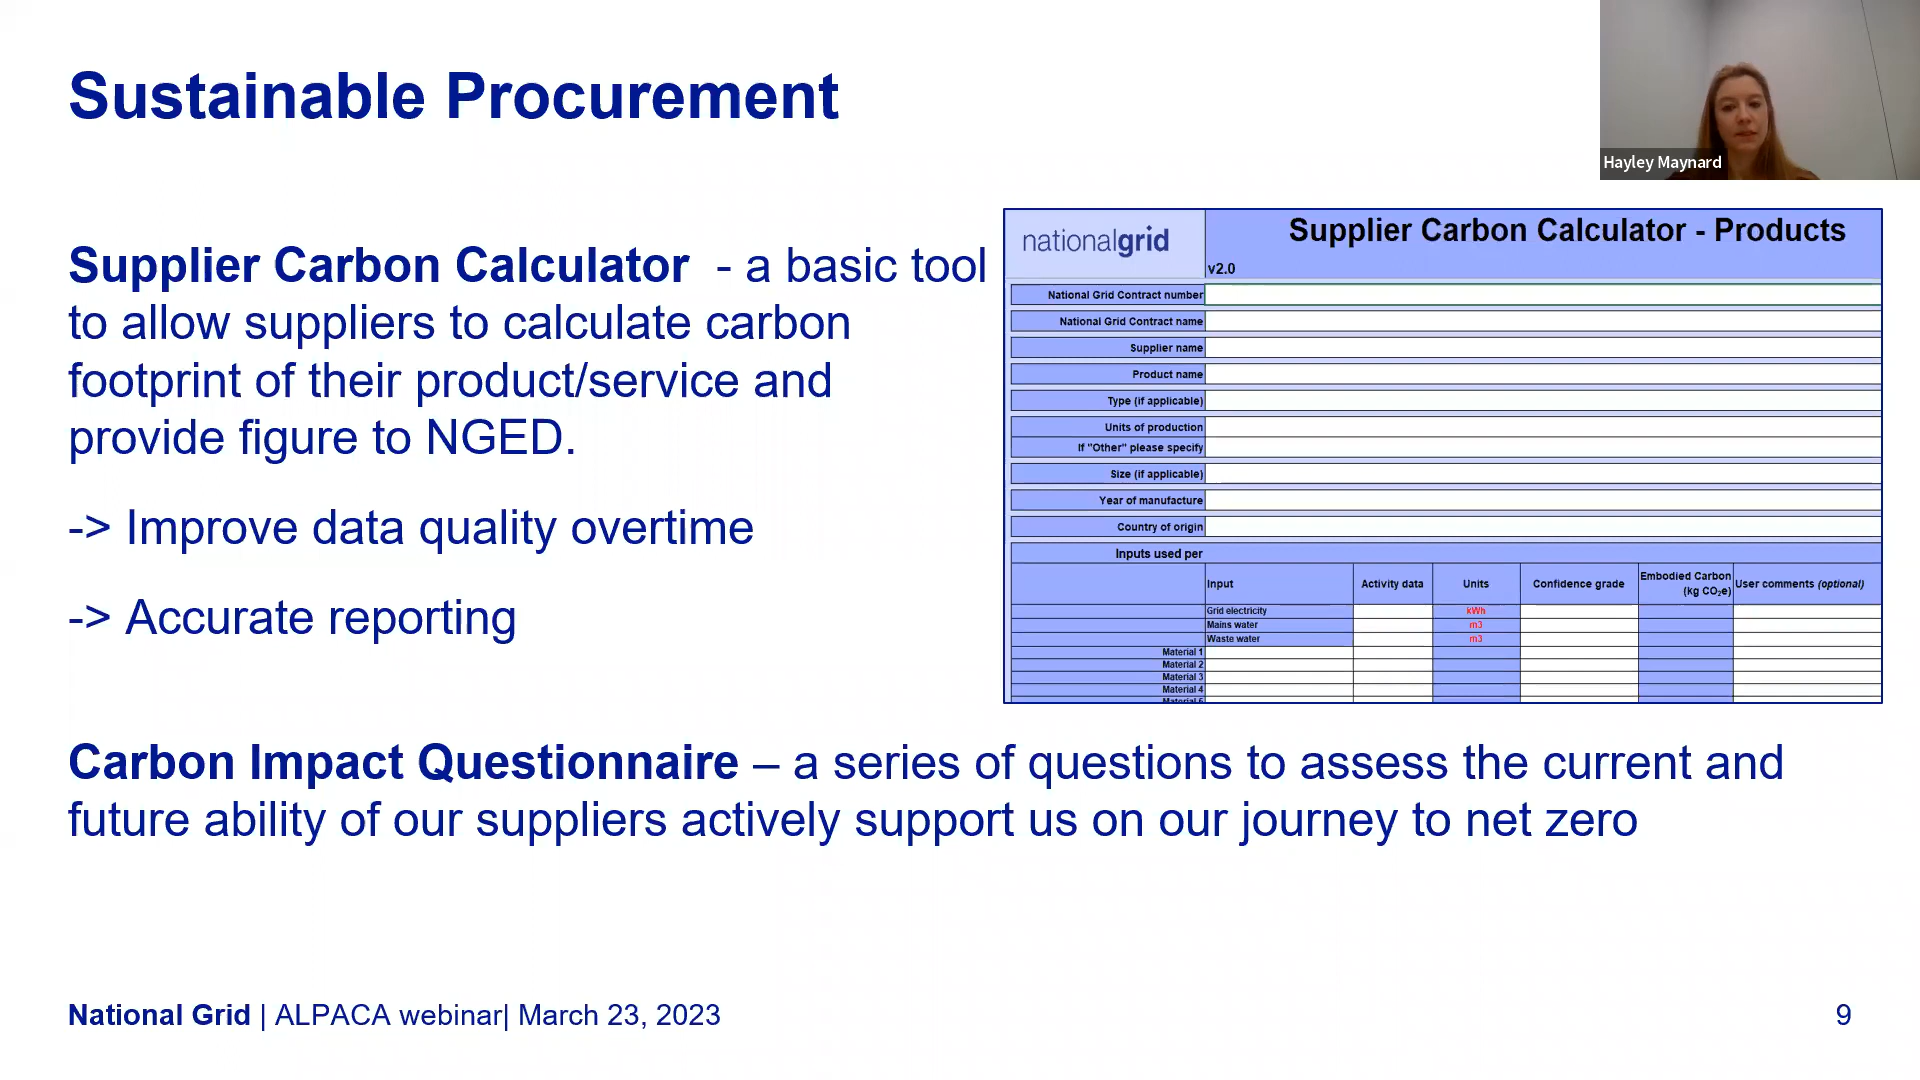 Sustainable Procurement
Hayley Maynard
Supplier Carbon Calculator - a basic tool
to allow suppliers to calculate carbon
footprint of their product/service and
provide figure to NGED.
-> Improve data quality overtime
-> Accurate reporting
nationalgrid
Supplier Carbon Calculator - Products
v2.0
National Grid Contract number
National Grid Contract name
Supplier name
Product name
Type (if applicable)
Units of production
If "Other" please specify
Size (if applicable)
Year of manufacture
Country of origin
Inputs used per
Input Activity data Units Confidence grade Embodied Carbon (kg CO₂e) User comments (optional)
Grid electricity kWh
Mains water m3
Waste water m3
Material 1
Material 2
Material 3
Material 4
Carbon Impact Questionnaire – a series of questions to assess the current and
future ability of our suppliers actively support us on our journey to net zero
National Grid | ALPACA webinar| March 23, 2023
9